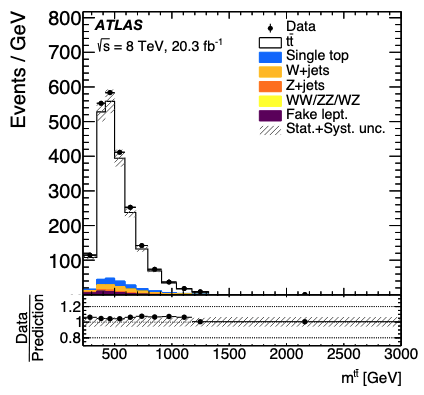 800
700
600
500
400
300
200
100
Events / GeV
ATLAS
√s = 8 TeV, 20.3 fb⁻¹
Data
tt̄
Single top
W+jets
Z+jets
WW/ZZ/WZ
Fake lept.
Stat.+Syst. unc.
Data
Prediction
1.2
1
0.8
500 1000 1500 2000 2500 3000
m^{tt̄} [GeV]